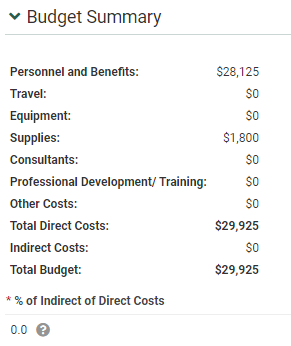 Budget Summary
Personnel and Benefits: $28,125
Travel: $0
Equipment: $0
Supplies: $1,800
Consultants: $0
Professional Development/ Training: $0
Other Costs: $0
Total Direct Costs: $29,925
Indirect Costs: $0
Total Budget: $29,925
* % of Indirect of Direct Costs
0.0 ?